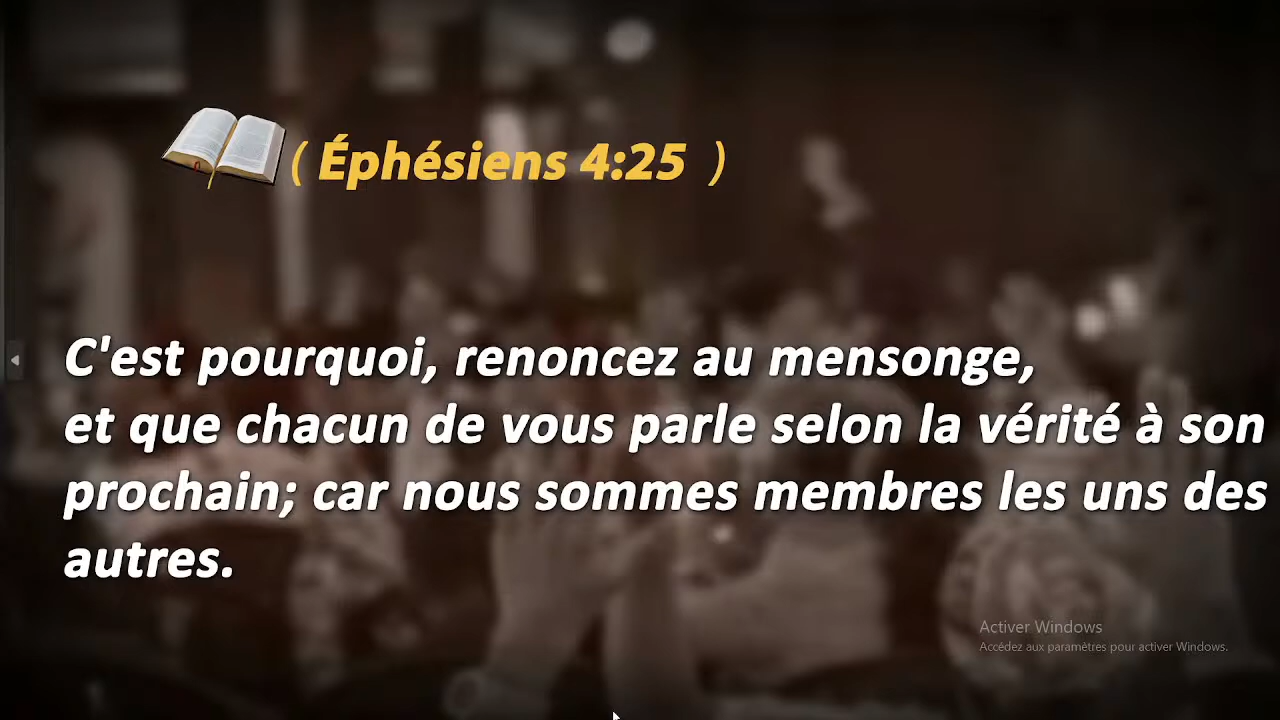 ( Éphésiens 4:25 )
C'est pourquoi, renoncez au mensonge,
et que chacun de vous parle selon la vérité à son
prochain; car nous sommes membres les uns des
autres.
Activer Windows
Accédez aux paramètres pour activer Windows.